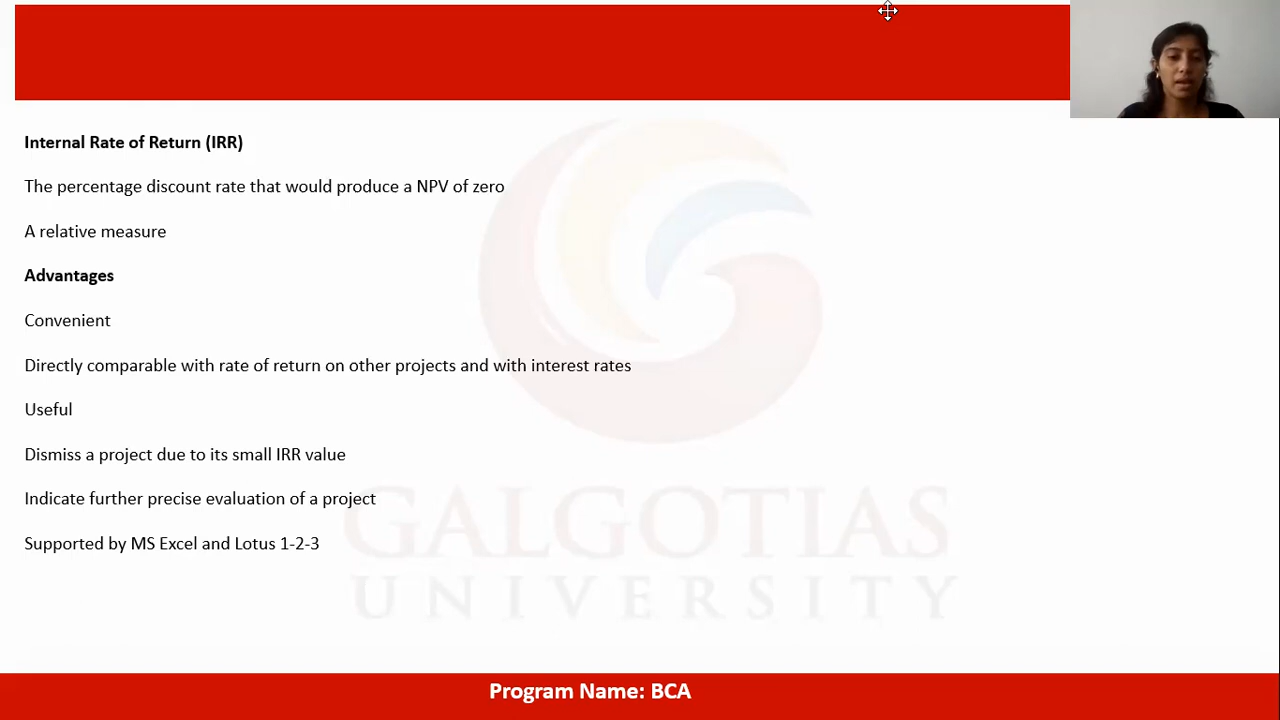 Internal Rate of Return (IRR)
The percentage discount rate that would produce a NPV of zero
A relative measure
Advantages
Convenient
Directly comparable with rate of return on other projects and with interest rates
Useful
Dismiss a project due to its small IRR value
Indicate further precise evaluation of a project
Supported by MS Excel and Lotus 1-2-3
GALGOTIAS
UNIVERSITY
Program Name: BCA